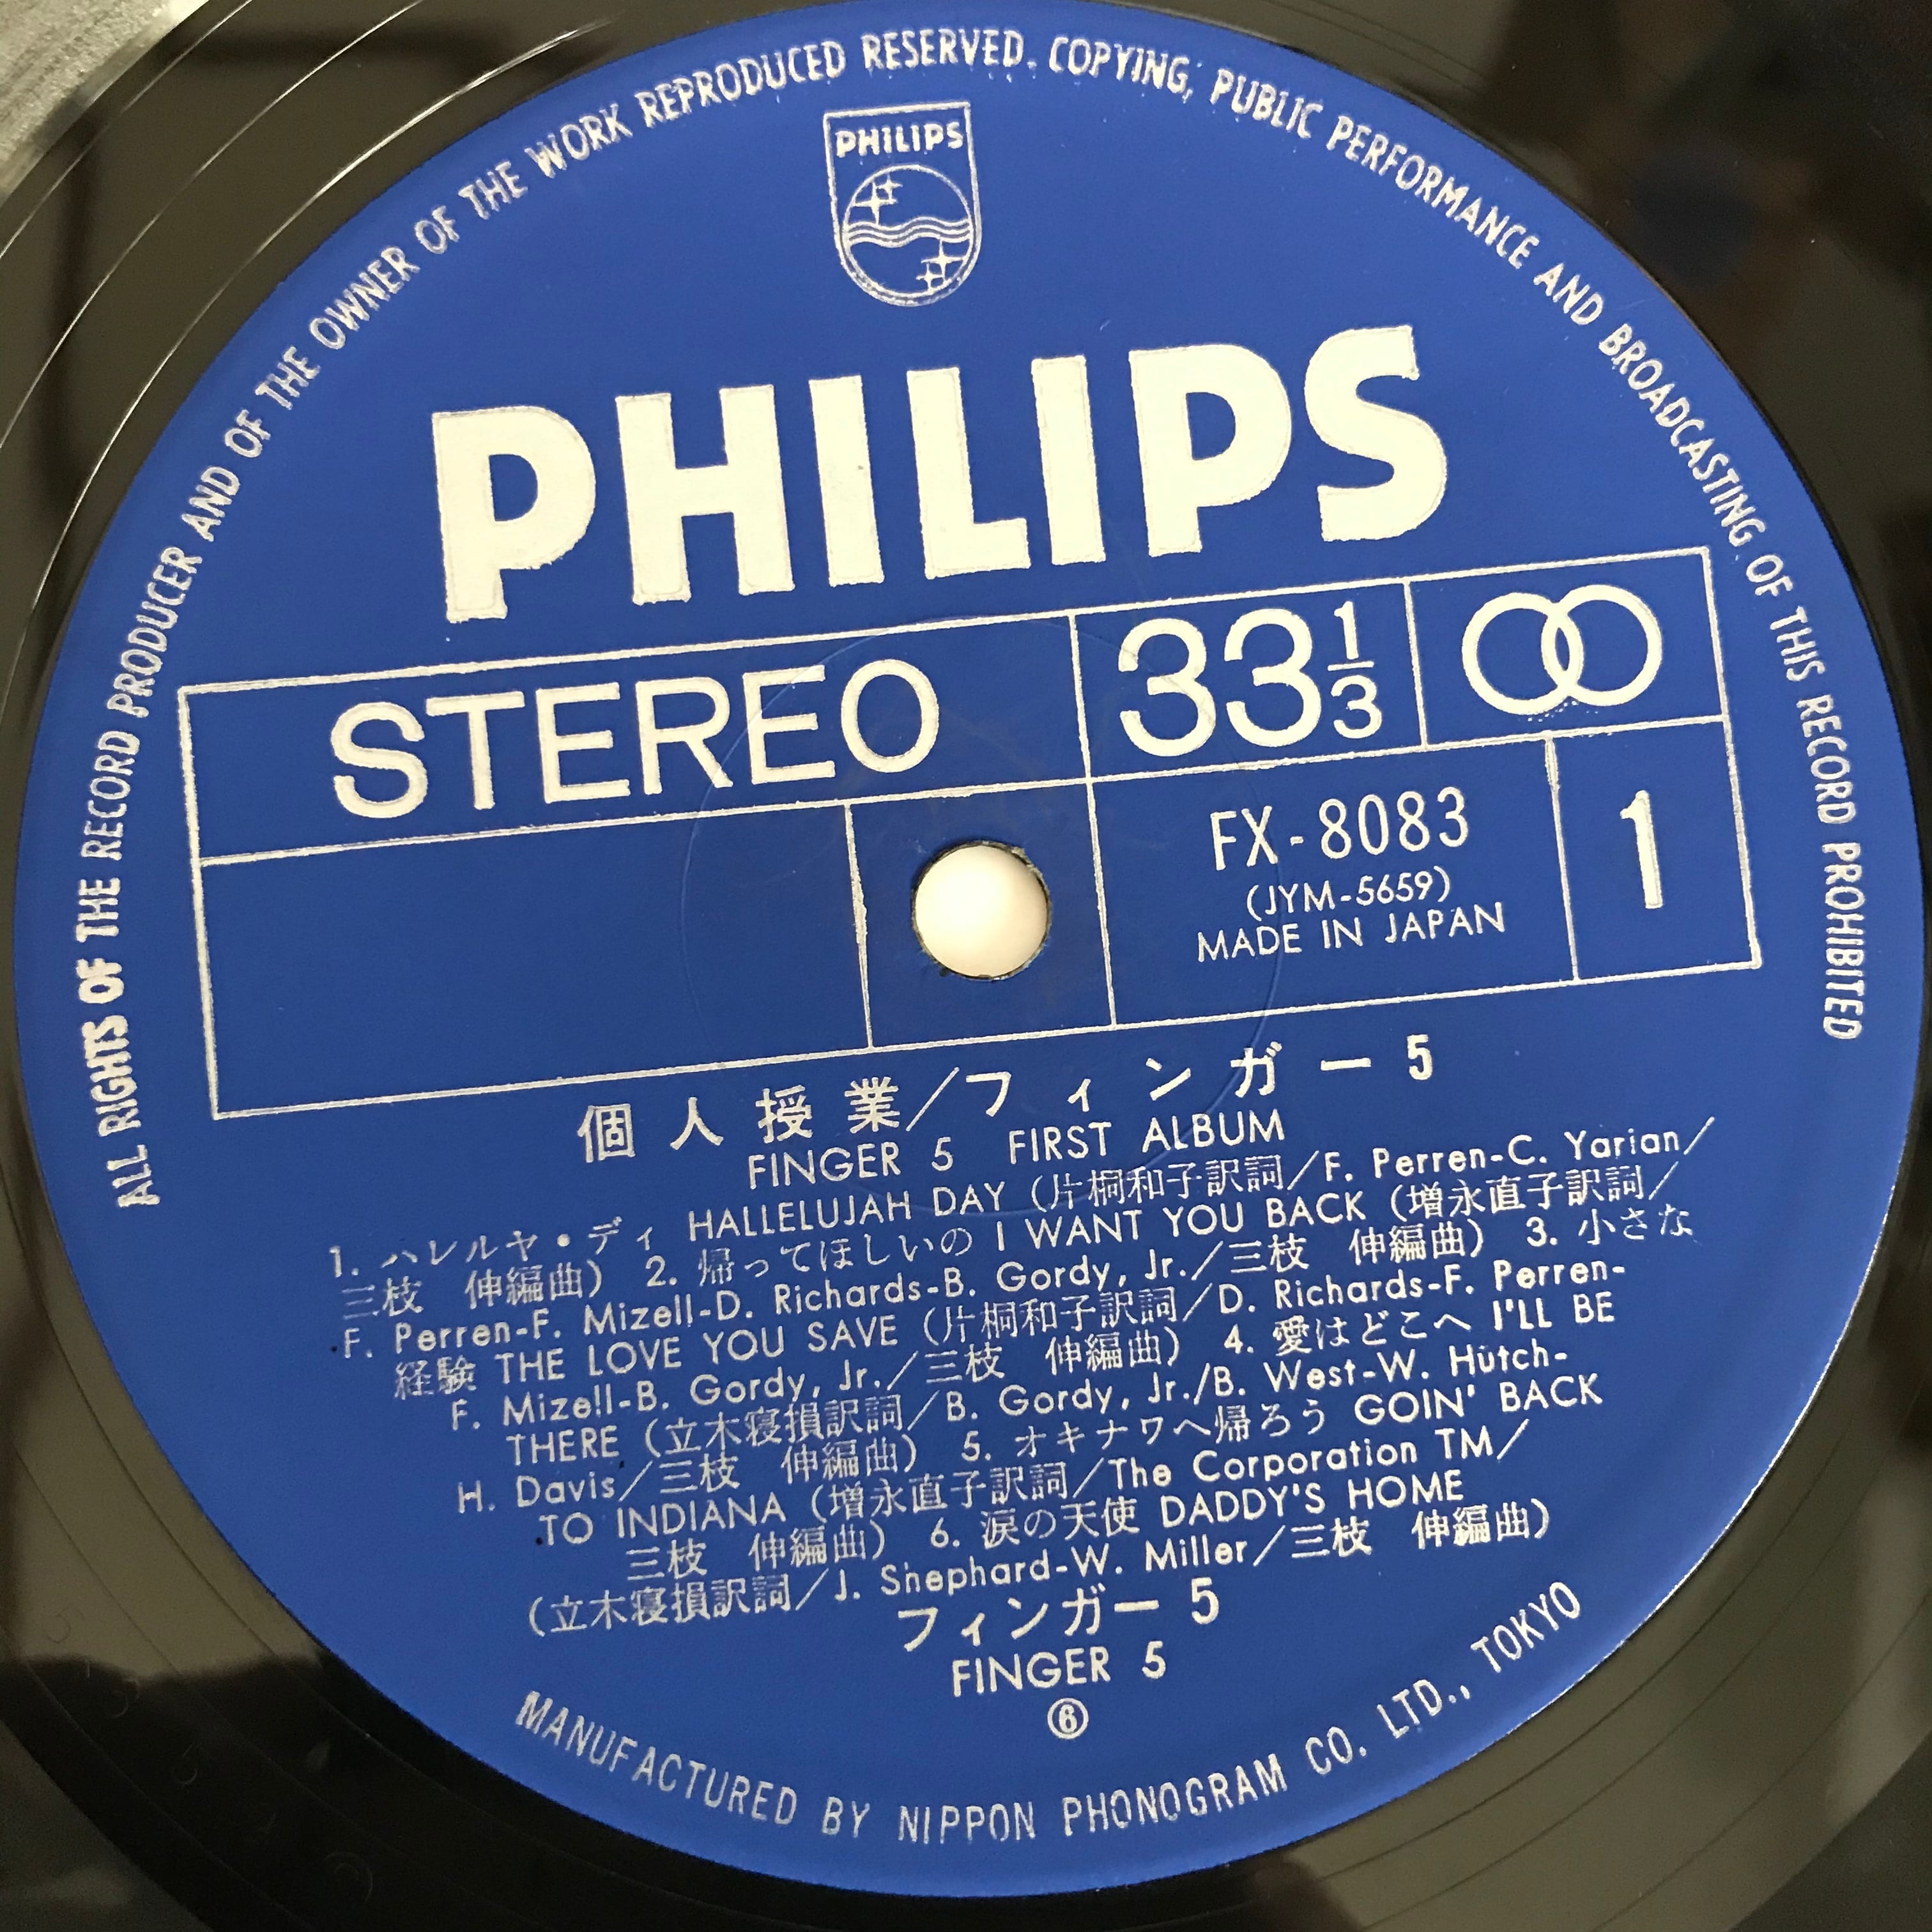 ALL RIGHTS OF THE RECORD PRODUCER AND OF THE OWNER OF THE WORK REPRODUCED RESERVED. COPYING, PUBLIC PERFORMANCE AND BROADCASTING OF THIS RECORD PROHIBITED
PHILIPS
PHILIPS
STEREO
33 1/3
FX-8083
(JYM-5659)
MADE IN JAPAN
1
個人授業/フィンガー5
FINGER 5 FIRST ALBUM
1. ハレルヤ・デイ HALLELUJAH DAY (片桐和子訳詞/F. Perren-C. Yarian/
三枝 伸編曲) 2. 帰ってほしいの I WANT YOU BACK (増永直子訳詞/
F. Perren-F. Mizell-D. Richards-B. Gordy, Jr./三枝 伸編曲) 3. 小さな
経験 THE LOVE YOU SAVE (片桐和子訳詞/D. Richards-F. Perren-
F. Mizell-B. Gordy, Jr./三枝 伸編曲) 4. 愛はどこへ I'LL BE
THERE (立木寝損訳詞/B. Gordy, Jr./B. West-W. Hutch-
H. Davis/三枝 伸編曲) 5. オキナワへ帰ろう GOIN' BACK
TO INDIANA (増永直子訳詞/The Corporation TM/
三枝 伸編曲) 6. 涙の天使 DADDY'S HOME
(立木寝損訳詞/J. Shephard-W. Miller/三枝 伸編曲)
フィンガー5
FINGER 5
⑥
MANUFACTURED BY NIPPON PHONOGRAM CO. LTD., TOKYO